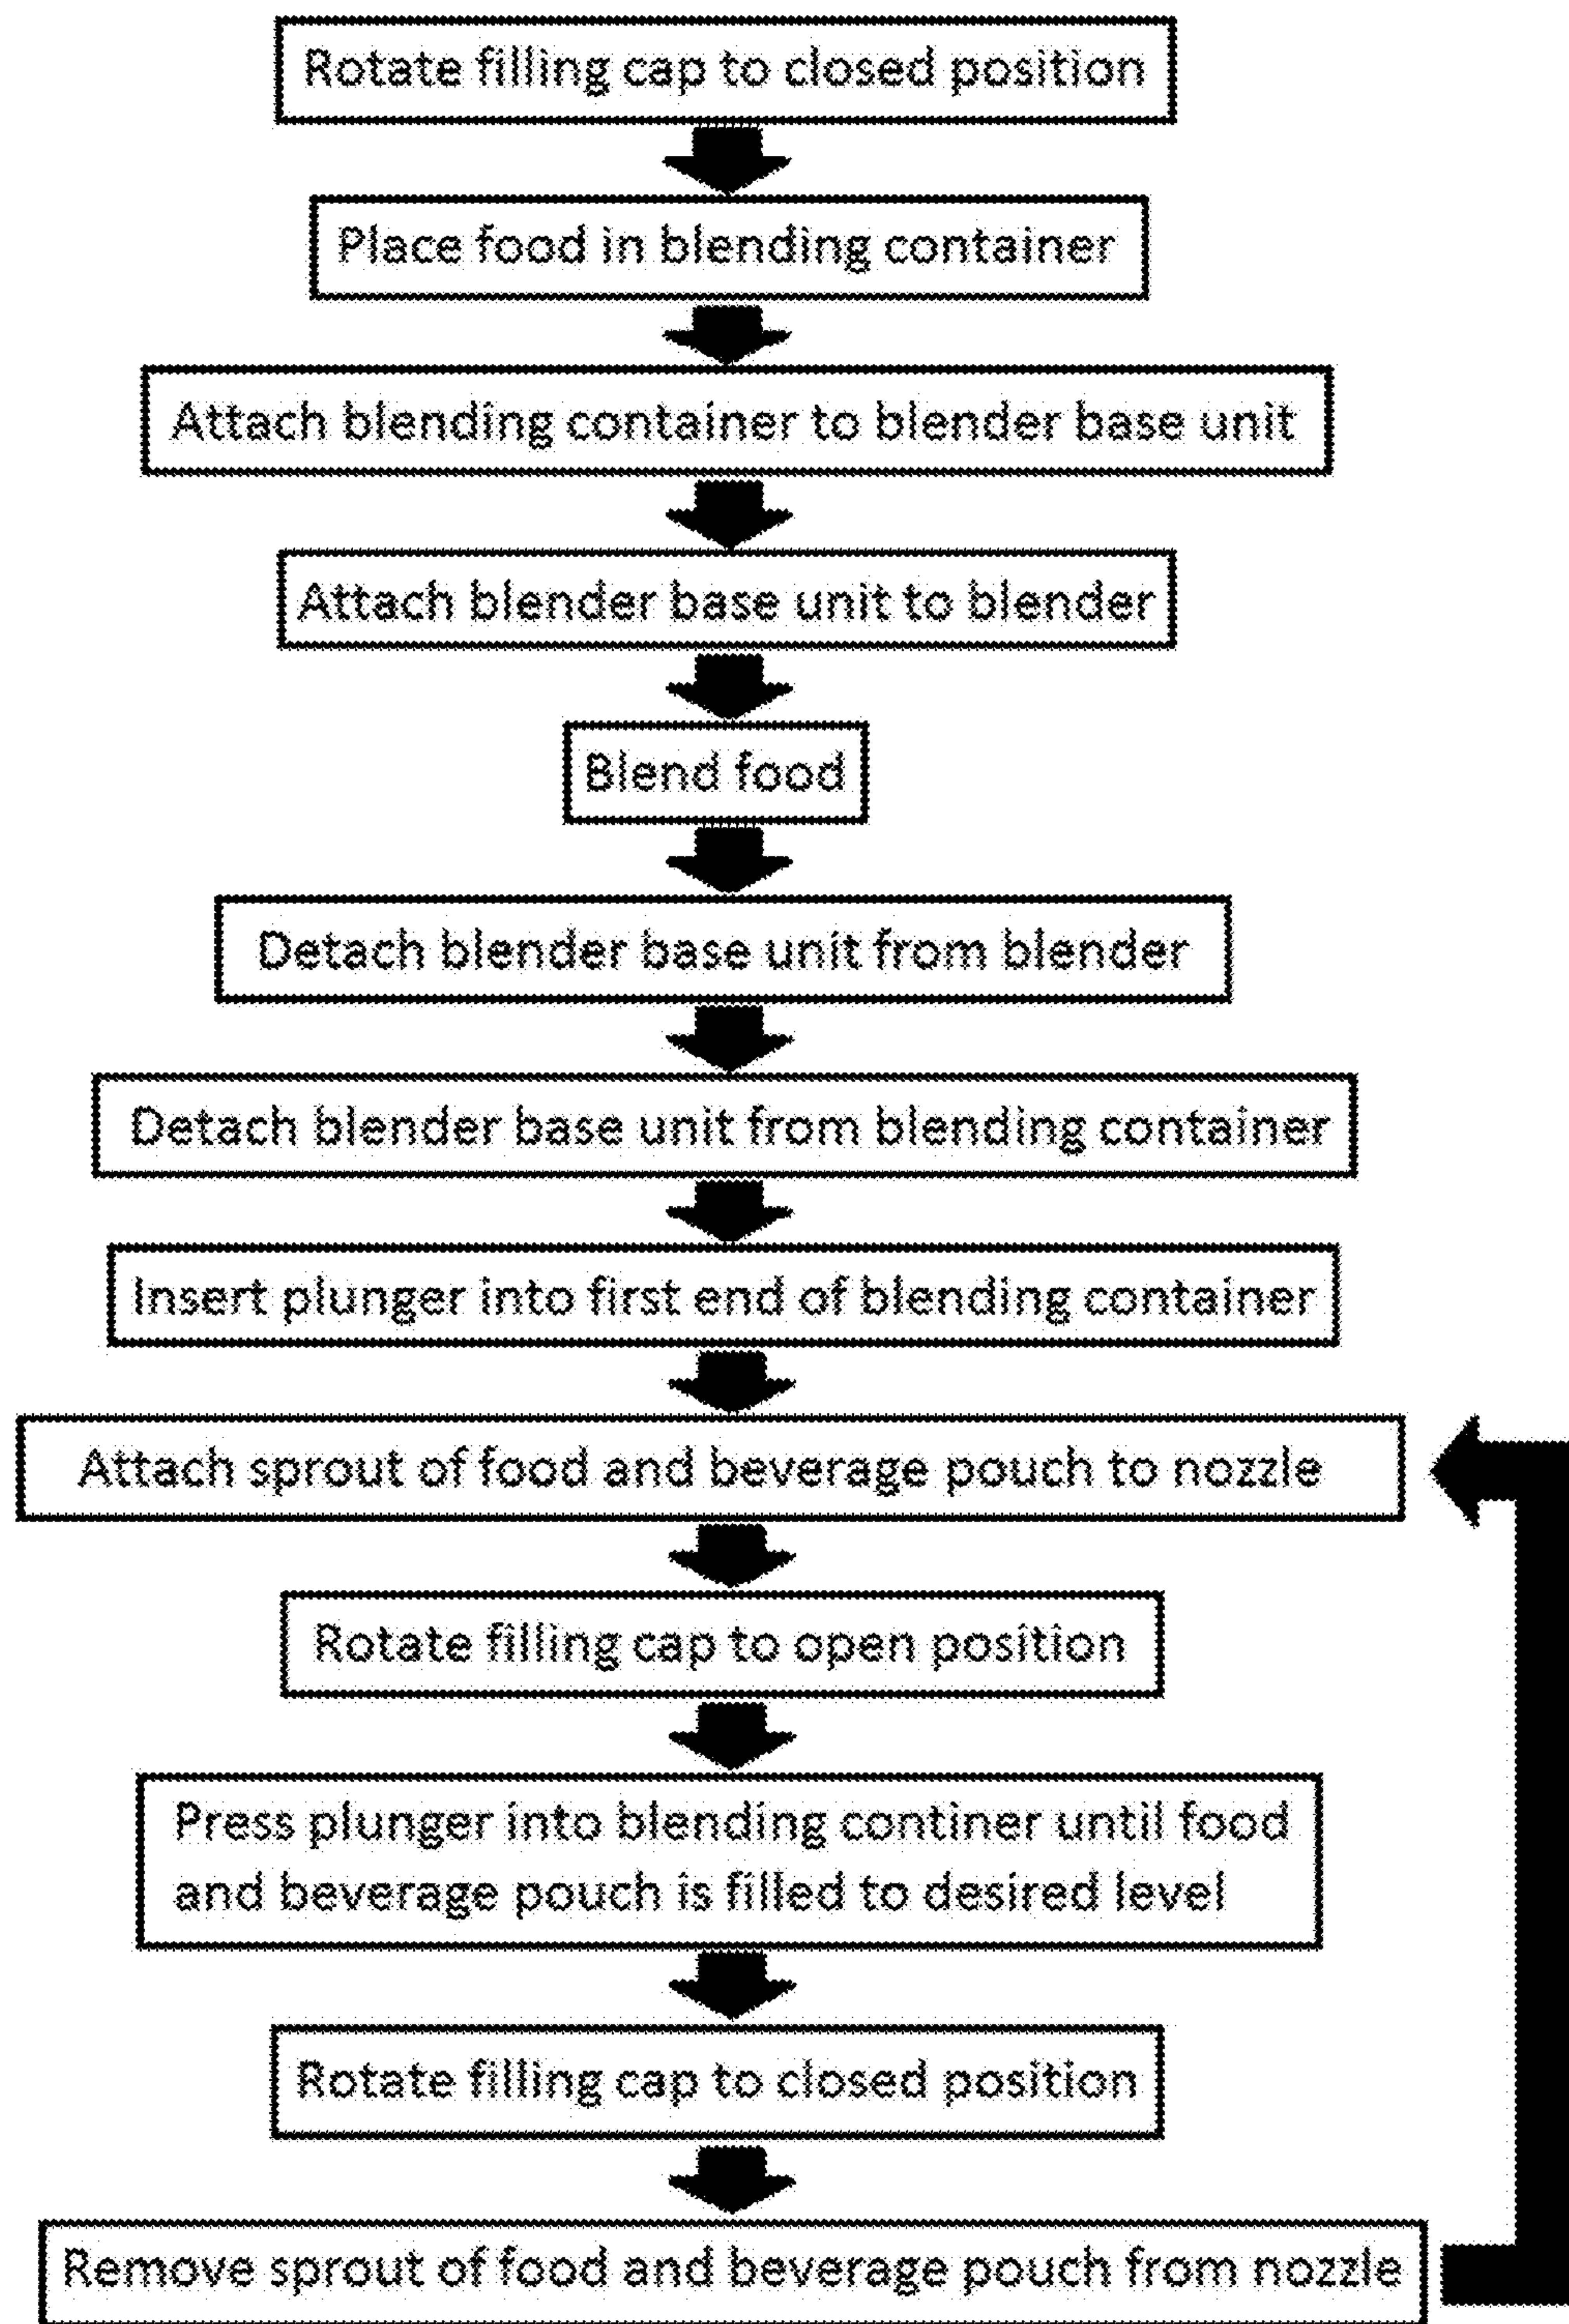 Rotate filling cap to closed position
Place food in blending container
Attach blending container to blender base unit
Attach blender base unit to blender
Blend food
Detach blender base unit from blender
Detach blender base unit from blending container
Insert plunger into first end of blending container
Attach sprout of food and beverage pouch to nozzle
Rotate filling cap to open position
Press plunger into blending continer until food
and beverage pouch is filled to desired level
Rotate filling cap to closed position
Remove sprout of food and beverage pouch from nozzle